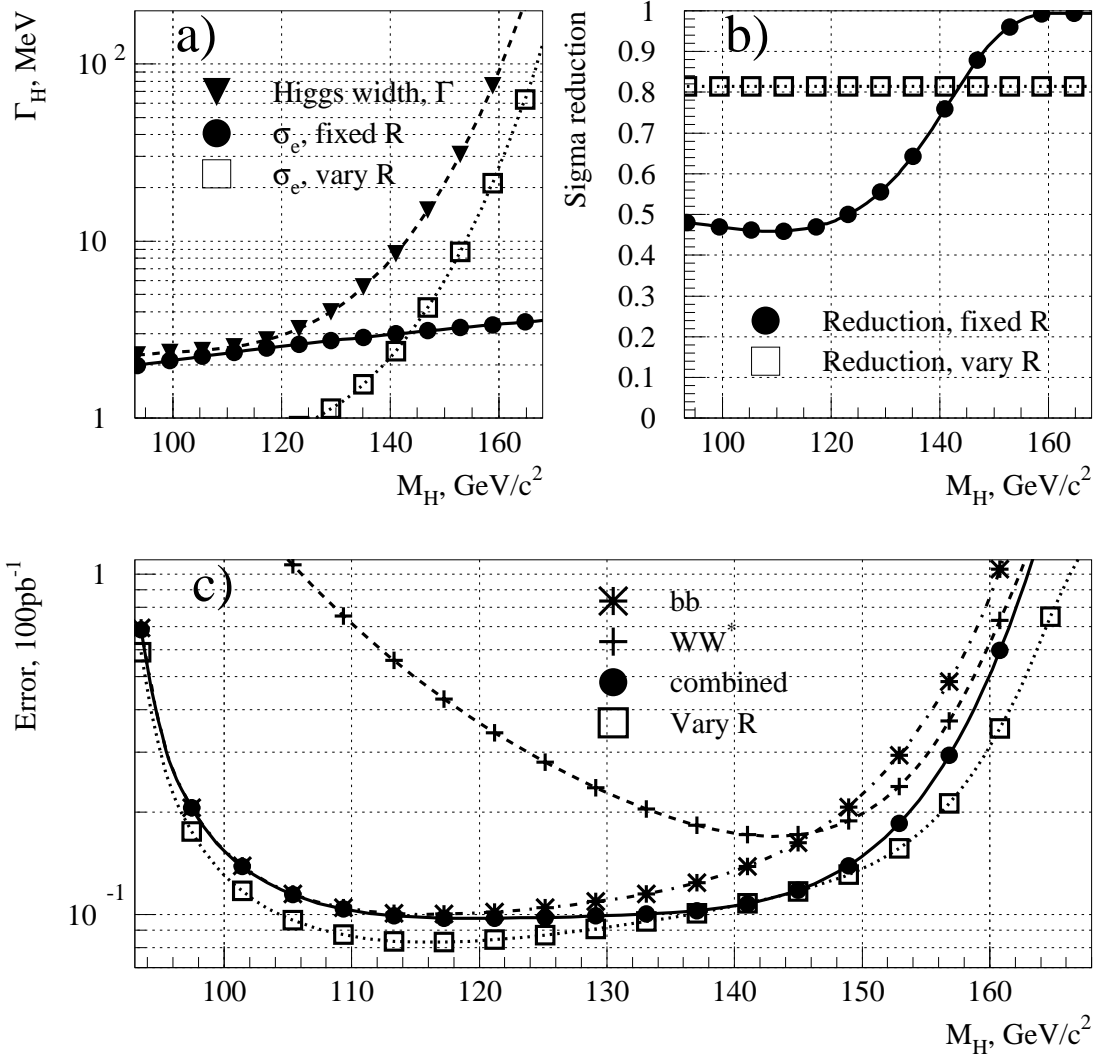 a)
Γ_H, MeV
10^2
10
1
Higgs width, Γ
σ_e, fixed R
σ_e, vary R
100 120 140 160
M_H, GeV/c^2
b)
Sigma reduction
1
0.9
0.8
0.7
0.6
0.5
0.4
0.3
0.2
0.1
0
Reduction, fixed R
Reduction, vary R
100 120 140 160
M_H, GeV/c^2
c)
Error, 100pb^-1
1
10^-1
bb
WW^*
combined
Vary R
100 110 120 130 140 150 160
M_H, GeV/c^2